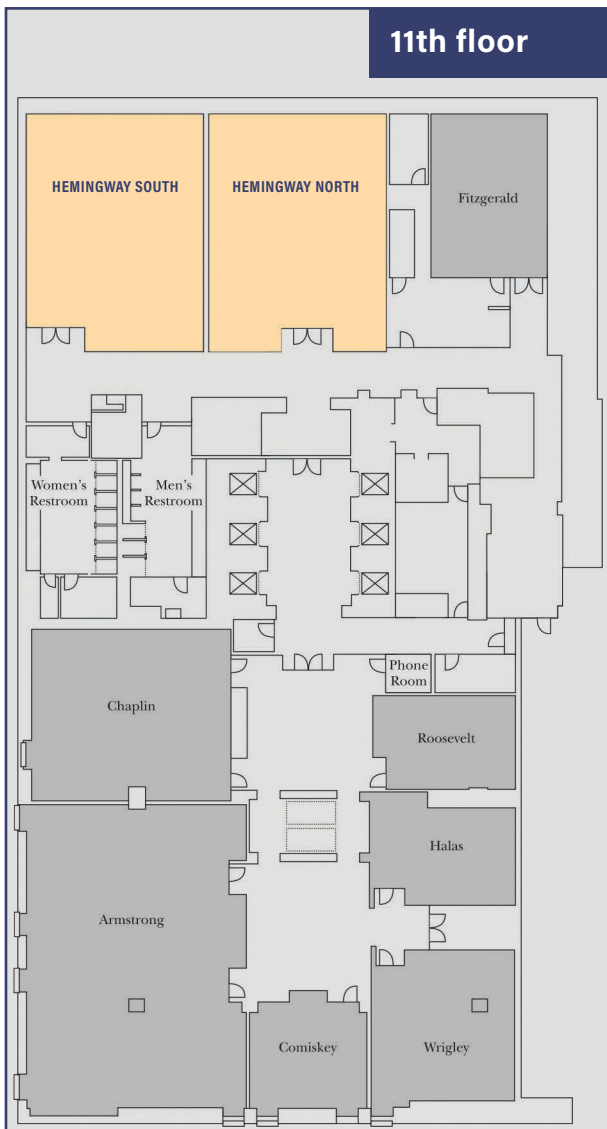 11th floor
HEMINGWAY SOUTH
HEMINGWAY NORTH
Fitzgerald
Women's
Restroom
Men's
Restroom
Chaplin
Phone
Room
Roosevelt
Halas
Armstrong
Comiskey
Wrigley